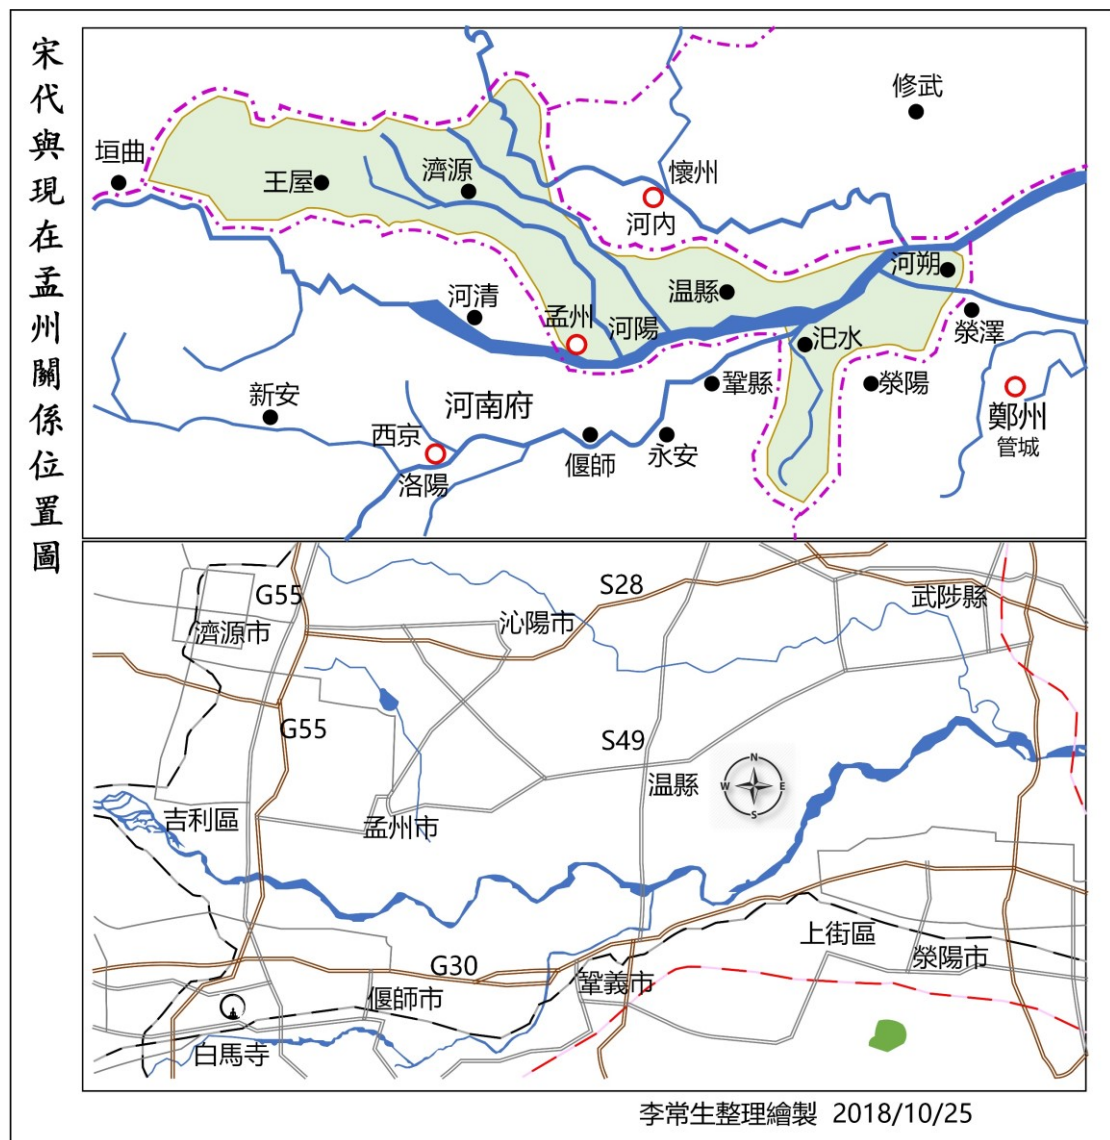 宋代與現在孟州關係位置圖
修武
垣曲
王屋
濟源
懷州
河內
河朔
河清
孟州
河陽
温縣
汜水
滎澤
新安
河南府
鞏縣
滎陽
鄭州
管城
西京
洛陽
偃師
永安
G55
S28
武陟縣
濟源市
沁陽市
G55
S49
N
W
E
S
温縣
吉利區
孟州市
上街區
滎陽市
G30
偃師市
鞏義市
白馬寺
李常生整理繪製 2018/10/25